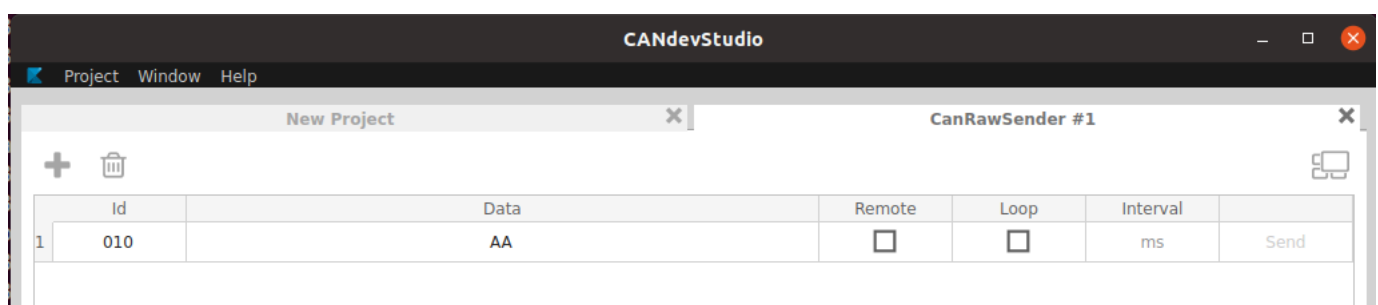 CANdevStudio
Project Window Help
New Project CanRawSender #1
Id Data Remote Loop Interval
1 010 AA ms Send